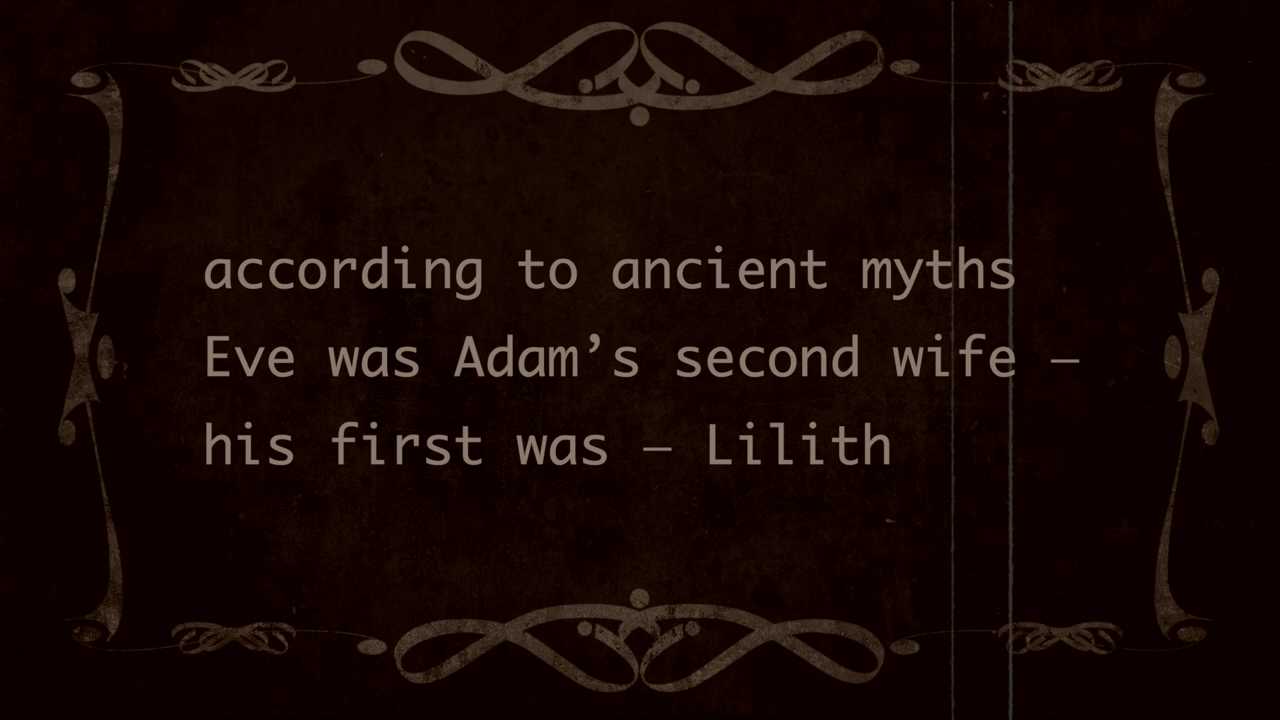 according to ancient myths
Eve was Adam’s second wife –
his first was – Lilith